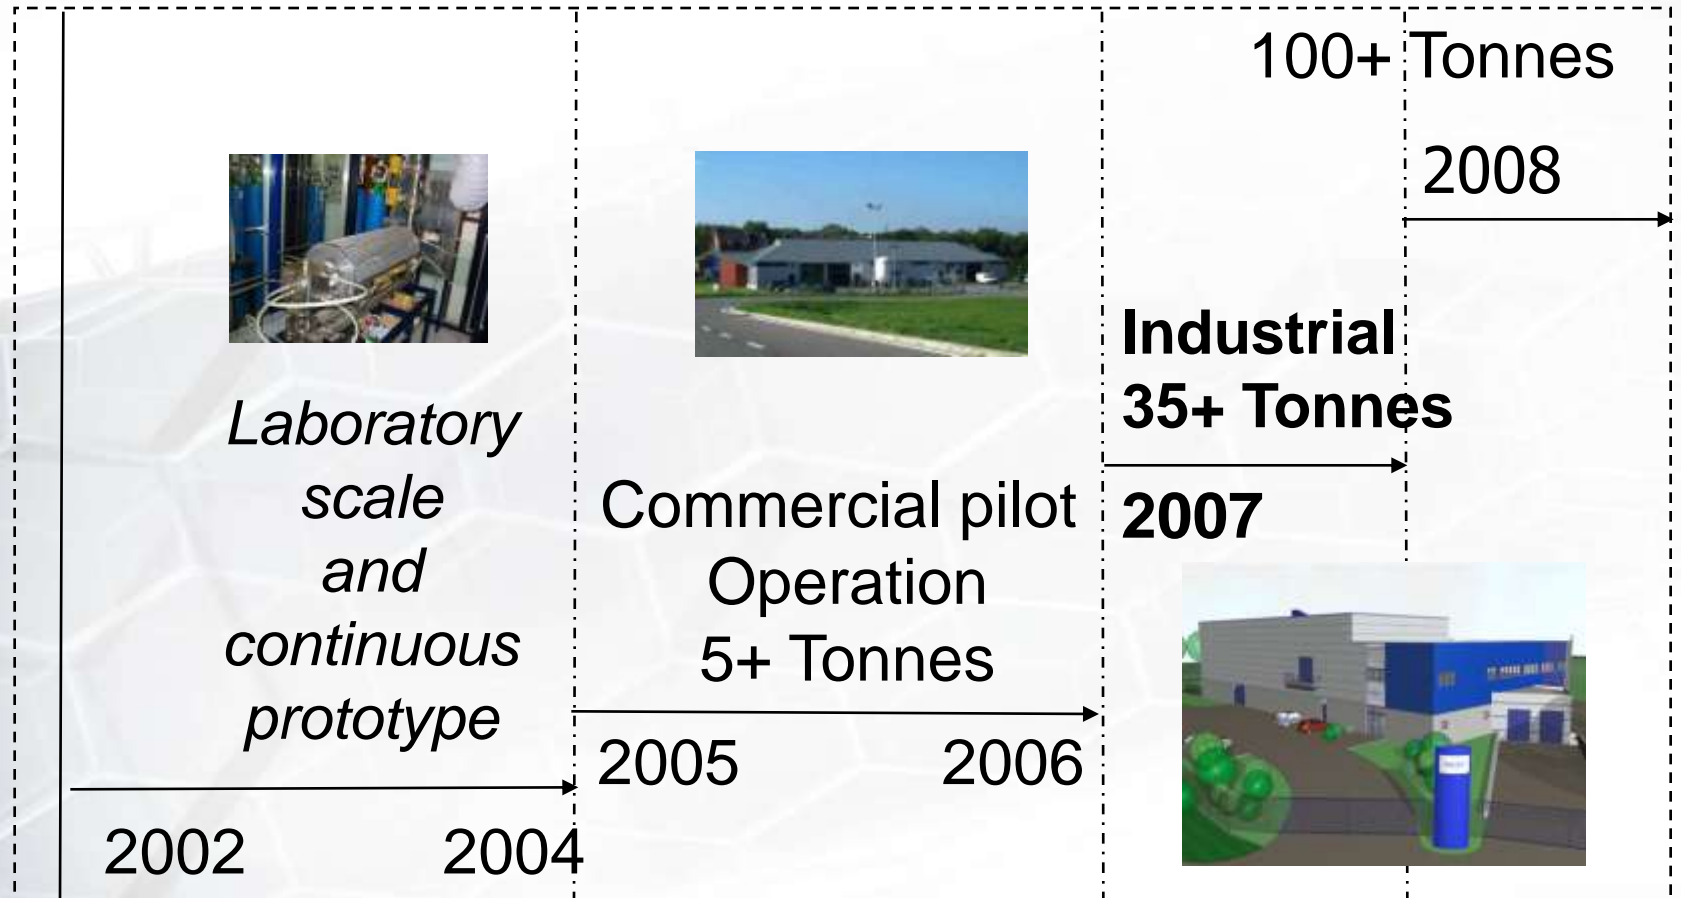 100+ Tonnes
2008
Industrial
35+ Tonnes
2007
Laboratory
scale
and
continuous
prototype
2002 2004
Commercial pilot
Operation
5+ Tonnes
2005 2006